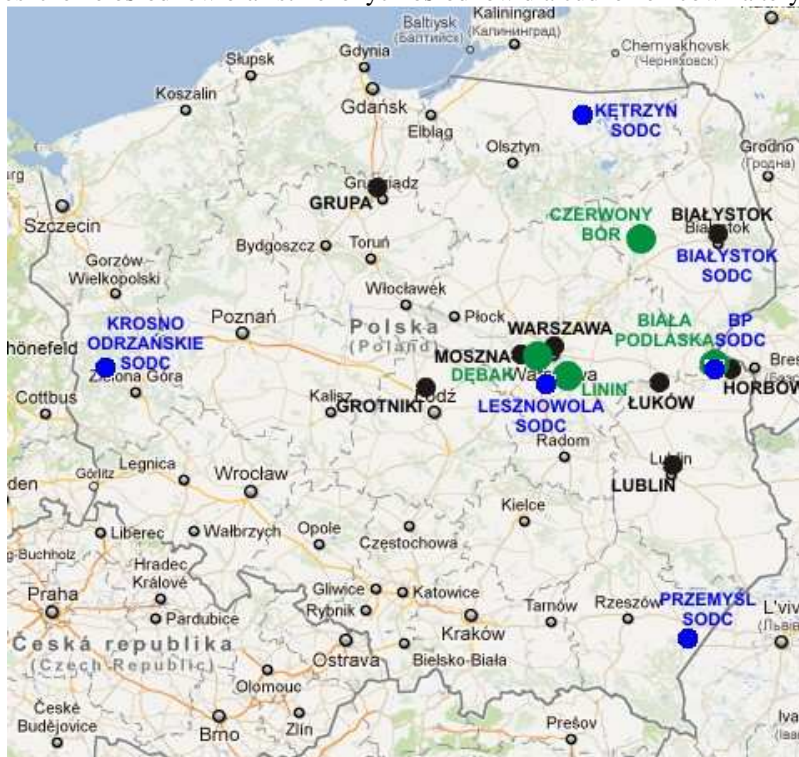 Kaliningrad
(Калининград)
Baltiysk
(Балтийск)
Chernyakhovsk
(Черняховск)
Słupsk
Gdynia
Koszalin
Gdańsk
Elbląg
KĘTRZYN
SODC
Olsztyn
Grodno
(Гродна)
GRUPA
Szczecin
CZERWONY
BÓR
BIAŁYSTOK
BIAŁYSTOK
SODC
Bydgoszcz
Toruń
Gorzów
Wielkopolski
Włocławek
Płock
KROSNO
ODRZAŃSKIE
SODC
Poznań
Polska
(Poland)
WARSZAWA
BIAŁA
PODLASKA
BP
SODC
MOSZNA
DĘBAK
LININ
Zielona Góra
HORBÓW
ŁUKÓW
Cottbus
Kalisz
GROTNIKI
Łódź
LESZNOWOLA
SODC
Radom
Legnica
Görlitz
Wrocław
Lublin
LUBLIN
Kielce
Liberec
Wałbrzych
Opole
Częstochowa
Hradec
Králové
Gliwice
Katowice
Praha
Rybnik
Pardubice
Tarnów
Rzeszów
PRZEMYŚL
SODC
L'viv
Kraków
Česká republika
(Czech Republic)
Ostrava
Bielsko-Biała
Olomouc
České
Budějovice
Zlín
Brno
Prešov